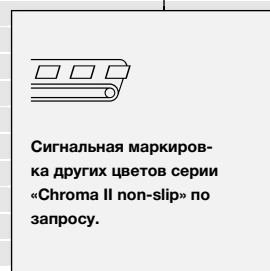 Сигнальная маркиров-
ка других цветов серии
«Chroma II non-slip» по
запросу.